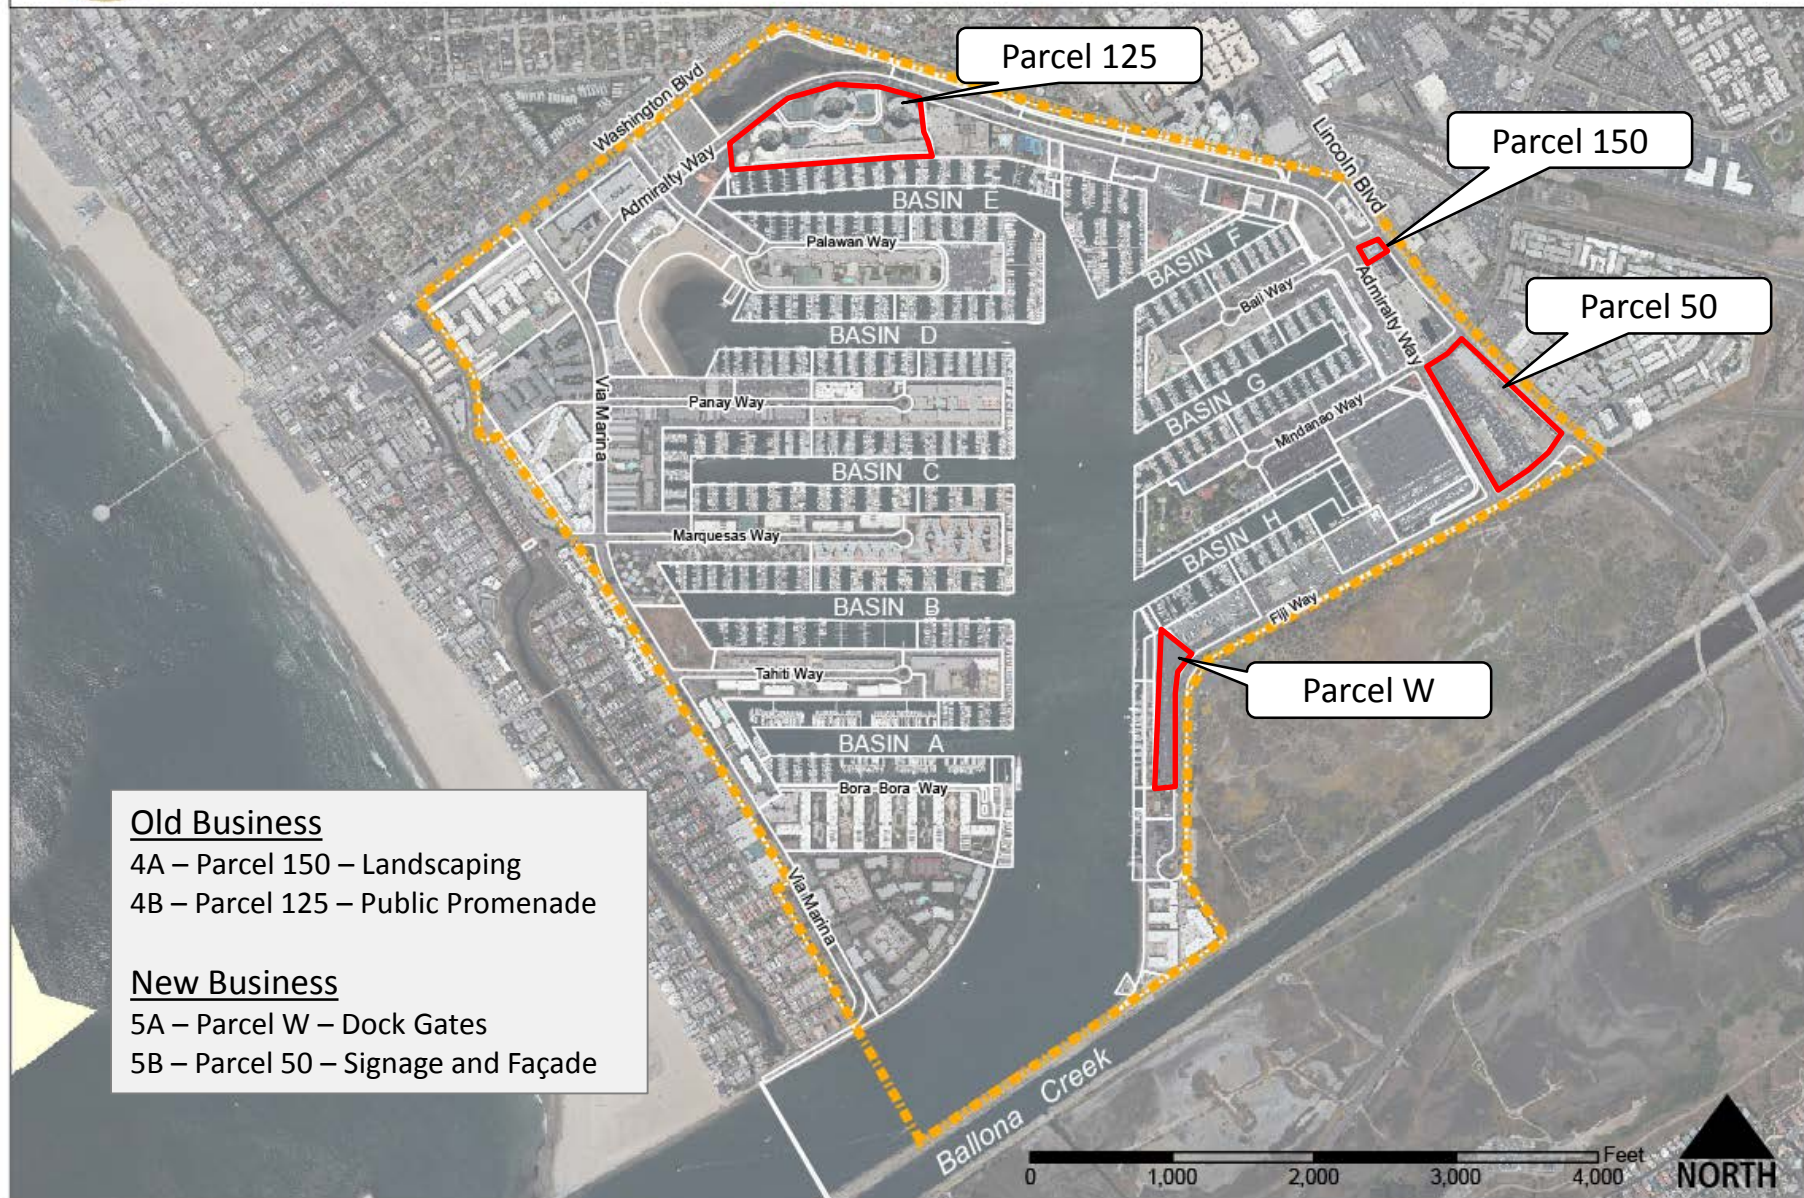 Parcel 125
Washington Blvd
Lincoln Blvd
Parcel 150
Admiralty Way
BASIN E
Palawan Way
BASIN F
Bali Way
Admiralty Way
Parcel 50
BASIN D
Via Marina
Panay Way
BASIN G
Mindanao Way
BASIN C
Marquesas Way
BASIN H
BASIN B
Fiji Way
Tahiti Way
Parcel W
BASIN A
Bora Bora Way
Via Marina
Old Business
4A – Parcel 150 – Landscaping
4B – Parcel 125 – Public Promenade
New Business
5A – Parcel W – Dock Gates
5B – Parcel 50 – Signage and Façade
Ballona Creek
Feet
0 1,000 2,000 3,000 4,000
NORTH